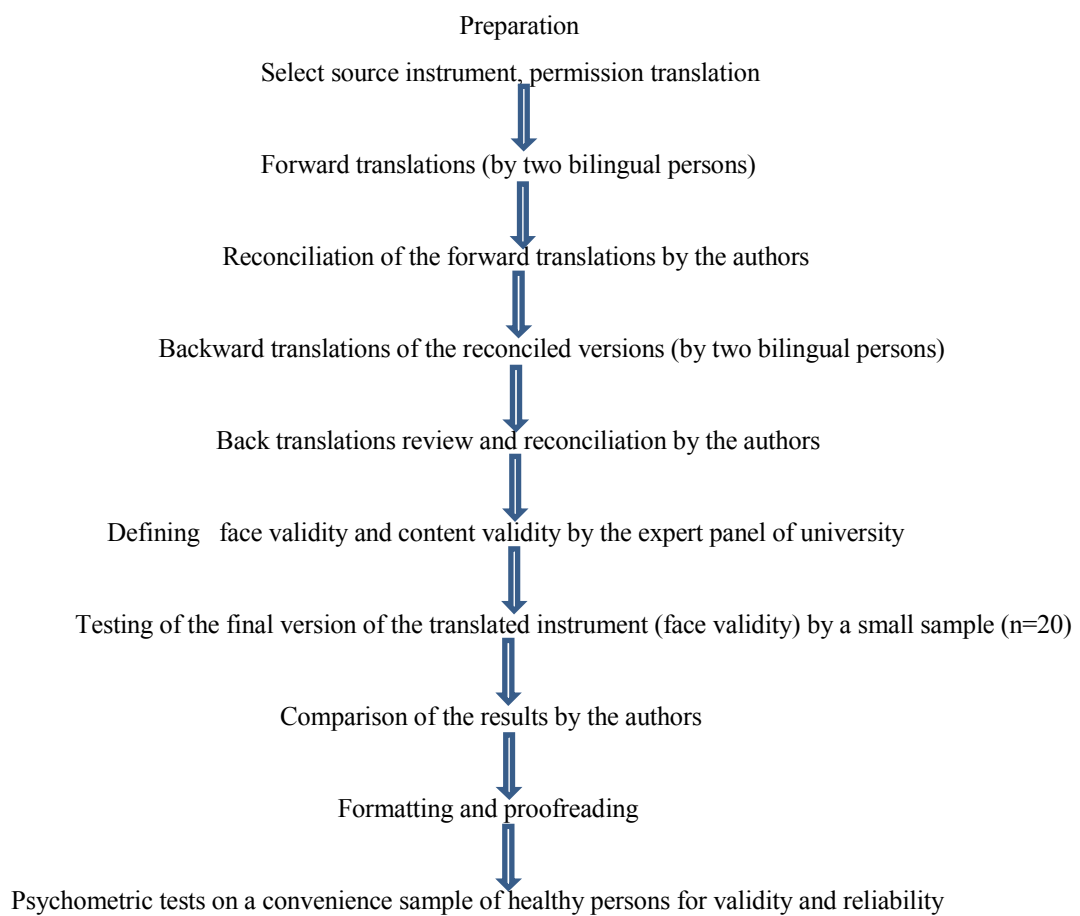 Preparation
Select source instrument, permission translation
Forward translations (by two bilingual persons)
Reconciliation of the forward translations by the authors
Backward translations of the reconciled versions (by two bilingual persons)
Back translations review and reconciliation by the authors
Defining face validity and content validity by the expert panel of university
Testing of the final version of the translated instrument (face validity) by a small sample (n=20)
Comparison of the results by the authors
Formatting and proofreading
Psychometric tests on a convenience sample of healthy persons for validity and reliability